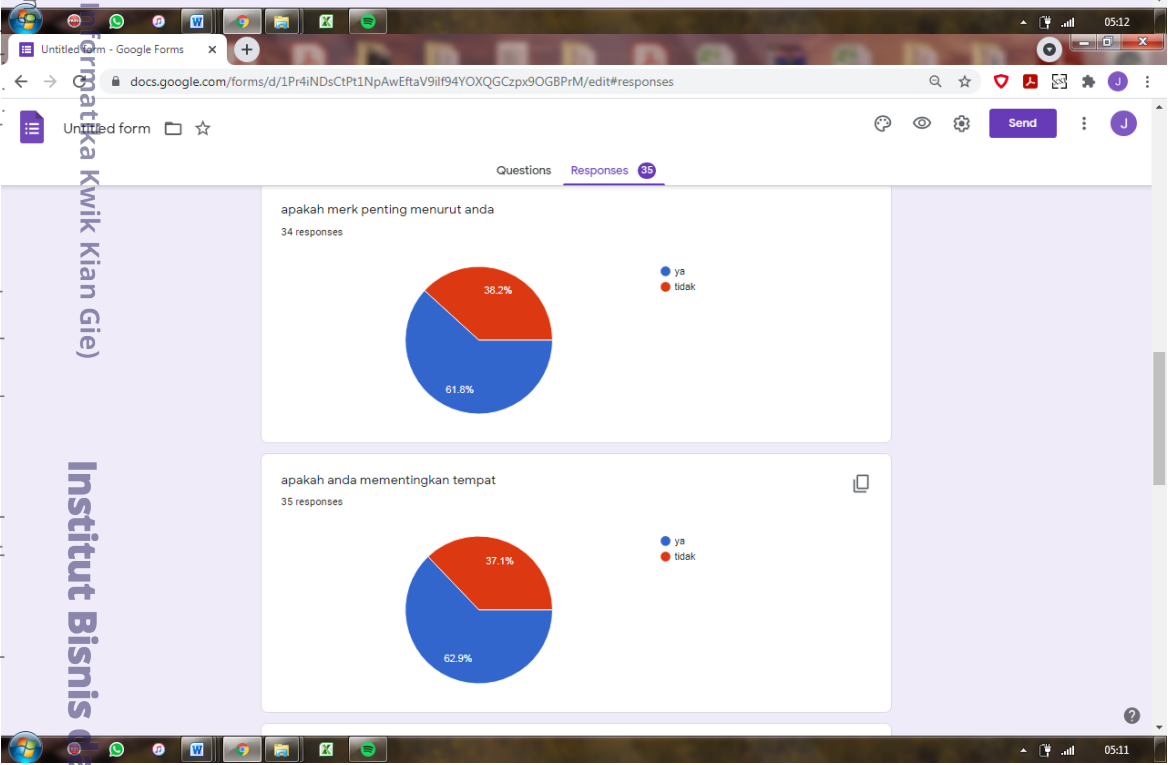 05:12
Untitled form - Google Forms
docs.google.com/forms/d/1Pr4iNDsCtPt1NpAwEftaV9iIf94YOXQGCzpx9OGBPrM/edit#responses
J
Untitled form
Send
J
Questions Responses 35
apakah merk penting menurut anda
34 responses
ya
tidak
38.2%
61.8%
apakah anda mementingkan tempat
35 responses
ya
tidak
37.1%
62.9%
05:11
Informatika Kwik Kian Gie)
Institut Bisnis